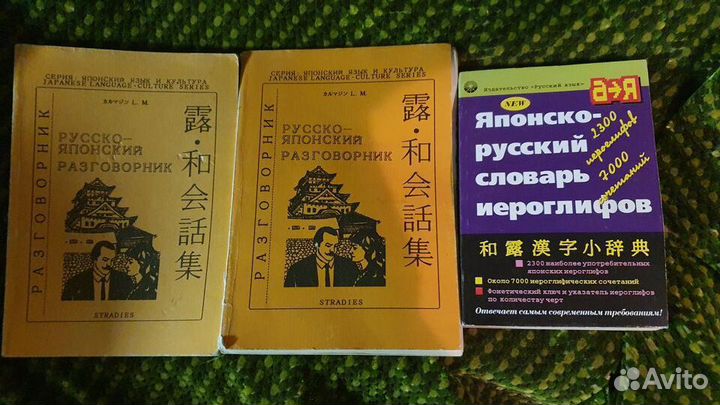 СЕРИЯ: ЯПОНСКИЙ ЯЗЫК И КУЛЬТУРА
JAPANESE LANGUAGE-CULTURE SERIES
カルマジン L. M.
РАЗГОВОРНИК
РУССКО-
ЯПОНСКИЙ
РАЗГОВОРНИК
露・和会話集
STRADIES
СЕРИЯ: ЯПОНСКИЙ ЯЗЫК И КУЛЬТУРА
JAPANESE LANGUAGE-CULTURE SERIES
カルマジン L. M.
РАЗГОВОРНИК
РУССКО-
ЯПОНСКИЙ
РАЗГОВОРНИК
露・和会話集
STRADIES
Издательство «Русский язык»
あ Я
NEW
Японско-
русский
словарь
иероглифов
2300
иероглифов
7000
сочетаний
和露漢字小辞典
2300 наиболее употребительных
японских иероглифов
Около 7000 иероглифических сочетаний
Фонетический ключ и указатель иероглифов
по количеству черт
Отвечает самым современным требованиям!
Avito